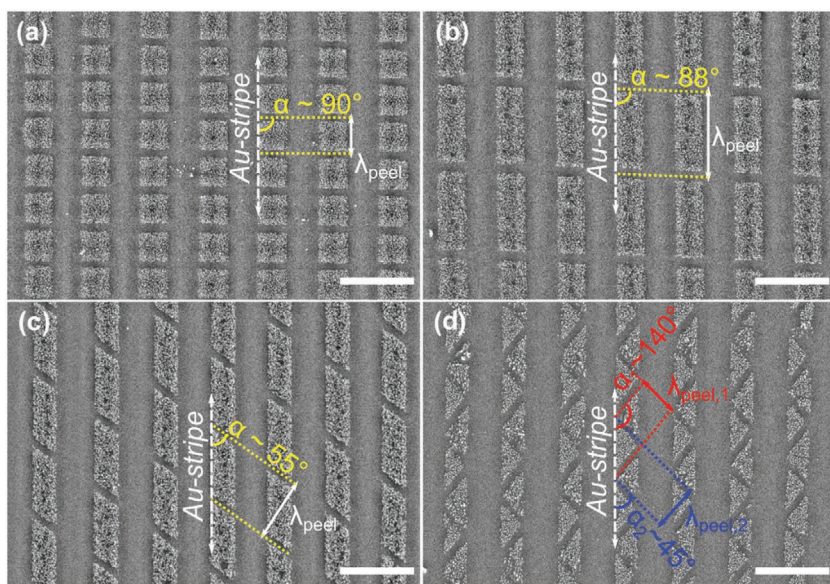 (a)
Au-stripe
α ~ 90°
λpeel
(b)
Au-stripe
α ~ 88°
λpeel
(c)
Au-stripe
α ~ 55°
λpeel
(d)
Au-stripe
α₁~140°
λpeel,1
λpeel,2
α₂~45°